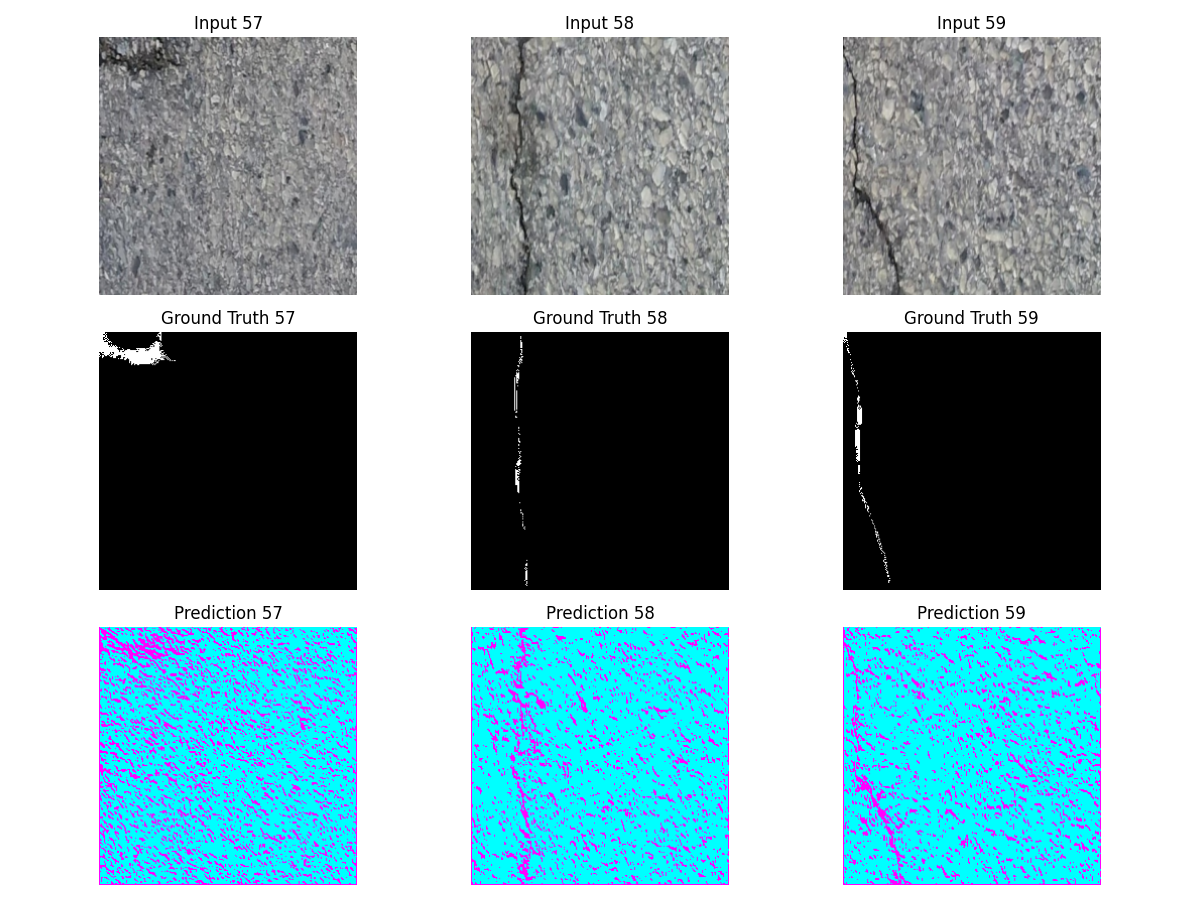 Input 57
Input 58
Input 59
Ground Truth 57
Ground Truth 58
Ground Truth 59
Prediction 57
Prediction 58
Prediction 59